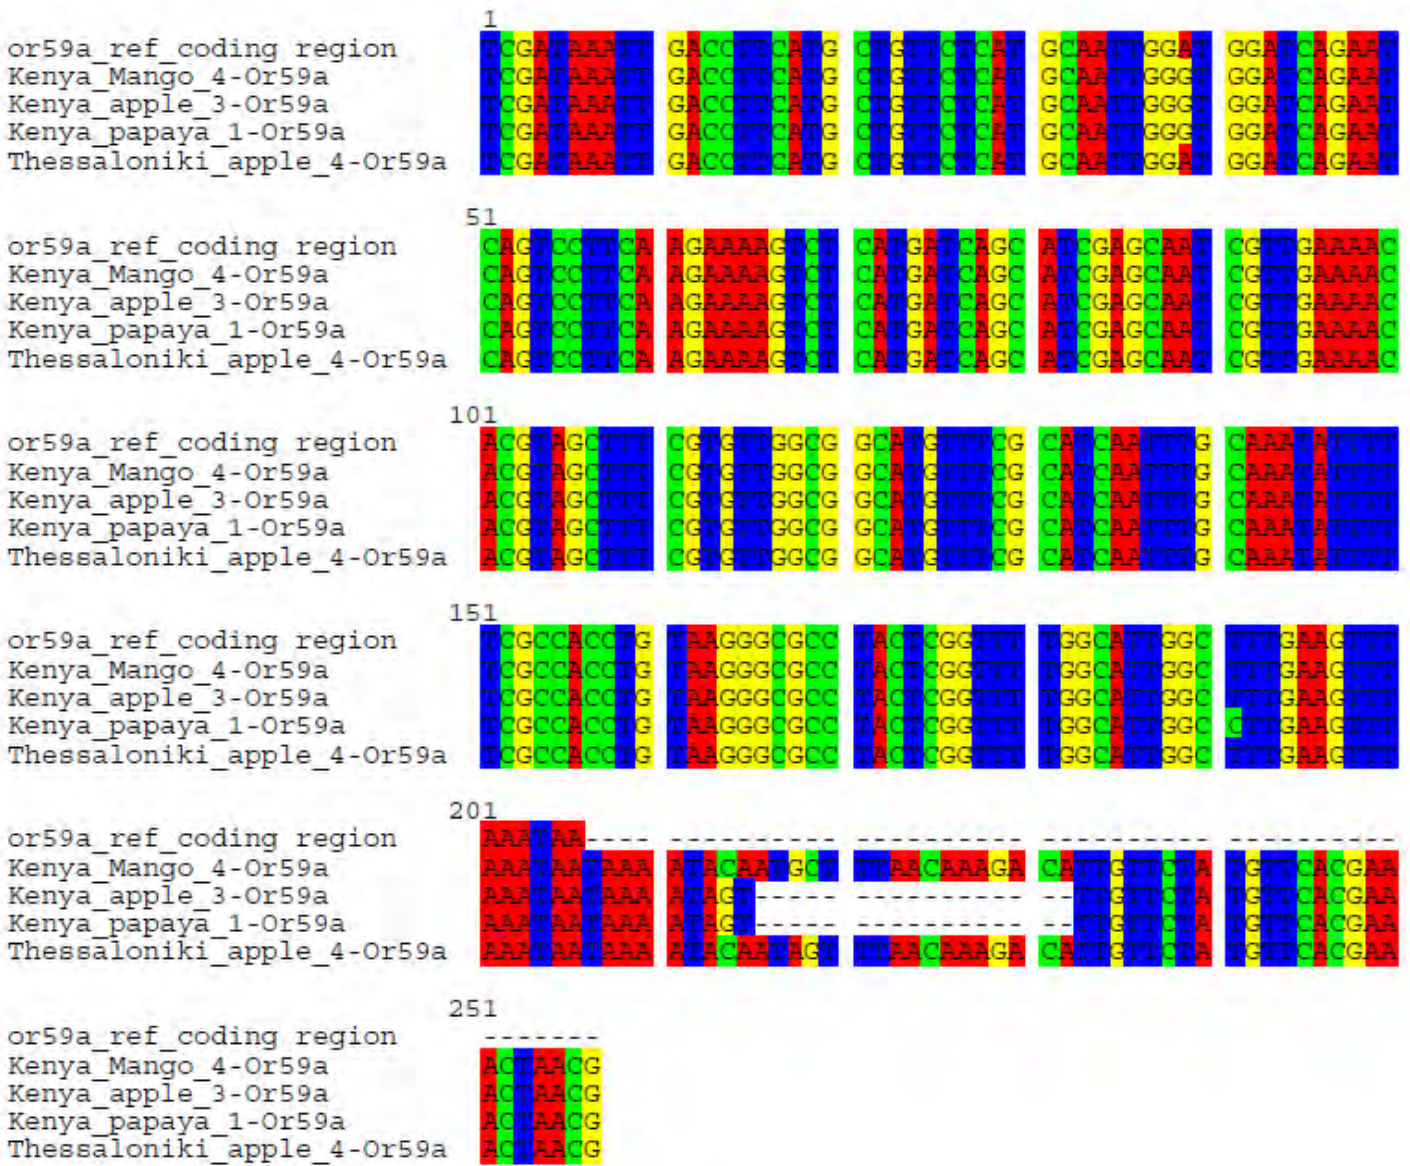 1
or59a_ref_coding region TCGATAAATT GACCTTCATG CTGTTCTCAT GCAATTGGAT GGATCAGAAT
Kenya_Mango_4-Or59a TCGATAAATT GACCTTCATG CTGTTCTCAT GCAATTGGGT GGATCAGAAT
Kenya_apple_3-Or59a TCGATAAATT GACCTTCATG CTGTTCTCAT GCAATTGGGT GGATCAGAAT
Kenya_papaya_1-Or59a TCGATAAATT GACCTTCATG CTGTTCTCAT GCAATTGGGT GGATCAGAAT
Thessaloniki_apple_4-Or59a TCGATAAATT GACCTTCATG CTGTTCTCAT GCAATTGGAT GGATCAGAAT
51
or59a_ref_coding region CAGTCCTTCA AGAAAAGTCT CATGATCAGC ATCGAGCAAT CGTTGAAAAC
Kenya_Mango_4-Or59a CAGTCCTTCA AGAAAAGTCT CATGATCAGC ATCGAGCAAT CGTTGAAAAC
Kenya_apple_3-Or59a CAGTCCTTCA AGAAAAGTCT CATGATCAGC ATCGAGCAAT CGTTGAAAAC
Kenya_papaya_1-Or59a CAGTCCTTCA AGAAAAGTCT CATGATCAGC ATCGAGCAAT CGTTGAAAAC
Thessaloniki_apple_4-Or59a CAGTCCTTCA AGAAAAGTCT CATGATCAGC ATCGAGCAAT CGTTGAAAAC
101
or59a_ref_coding region ACGTAGCTTT CGTGTTGGCG GCATGTTTCG CATCAATTTG CAAATATTTT
Kenya_Mango_4-Or59a ACGTAGCTTT CGTGTTGGCG GCATGTTTCG CATCAATTTG CAAATATTTT
Kenya_apple_3-Or59a ACGTAGCTTT CGTGTTGGCG GCATGTTTCG CATCAATTTG CAAATATTTT
Kenya_papaya_1-Or59a ACGTAGCTTT CGTGTTGGCG GCATGTTTCG CATCAATTTG CAAATATTTT
Thessaloniki_apple_4-Or59a ACGTAGCTTT CGTGTTGGCG GCATGTTTCG CATCAATTTG CAAATATTTT
151
or59a_ref_coding region TCGCCACCTG TAAGGGCGCC TACTCGGTTT TGGCATTGGC TTTGAAGTTT
Kenya_Mango_4-Or59a TCGCCACCTG TAAGGGCGCC TACTCGGTTT TGGCATTGGC TTTGAAGTTT
Kenya_apple_3-Or59a TCGCCACCTG TAAGGGCGCC TACTCGGTTT TGGCATTGGC TTTGAAGTTT
Kenya_papaya_1-Or59a TCGCCACCTG TAAGGGCGCC TACTCGGTTT TGGCATTGGC CTTGAAGTTT
Thessaloniki_apple_4-Or59a TCGCCACCTG TAAGGGCGCC TACTCGGTTT TGGCATTGGC TTTGAAGTTT
201
or59a_ref_coding region AAATAA---- ---------- ---------- ---------- ----------
Kenya_Mango_4-Or59a AAATAATAAA ATACAATGCT TTAACAAAGA CATTGTTCTA TGTTCACGAA
Kenya_apple_3-Or59a AAATAATAAA ATAGT----- ---------- --TTGTTCTA TGTTCACGAA
Kenya_papaya_1-Or59a AAATAATAAA ATAGT----- ---------- --TTGTTCTA TGTTCACGAA
Thessaloniki_apple_4-Or59a AAATAATAAA ATACAATAGT TTAACAAAGA CATTGTTCTA TGTTCACGAA
251
or59a_ref_coding region -------
Kenya_Mango_4-Or59a ACTAACG
Kenya_apple_3-Or59a ACTAACG
Kenya_papaya_1-Or59a ACTAACG
Thessaloniki_apple_4-Or59a ACTAACG